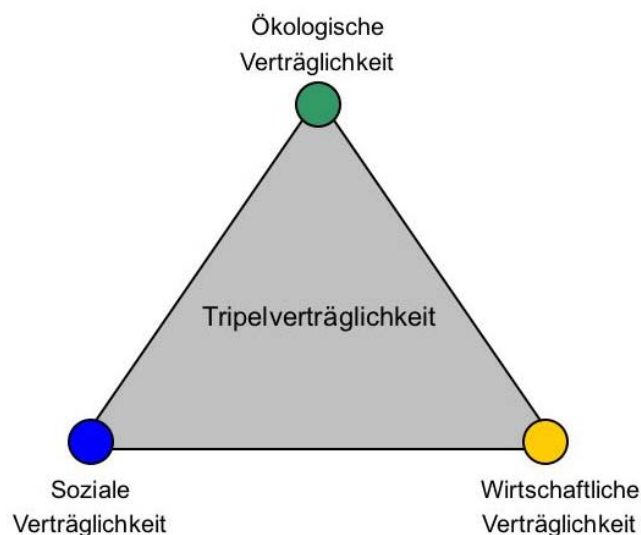 Ökologische
Verträglichkeit
Tripelverträglichkeit
Soziale
Verträglichkeit
Wirtschaftliche
Verträglichkeit